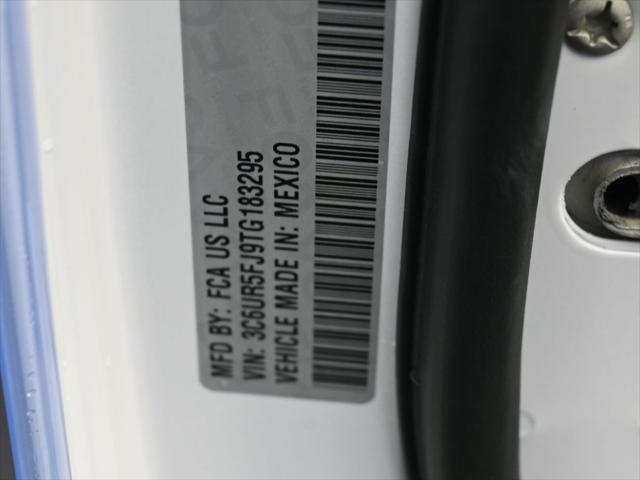 MFD BY: FCA US LLC
VIN: 3C6UR5FJ9TG183295
VEHICLE MADE IN: MEXICO